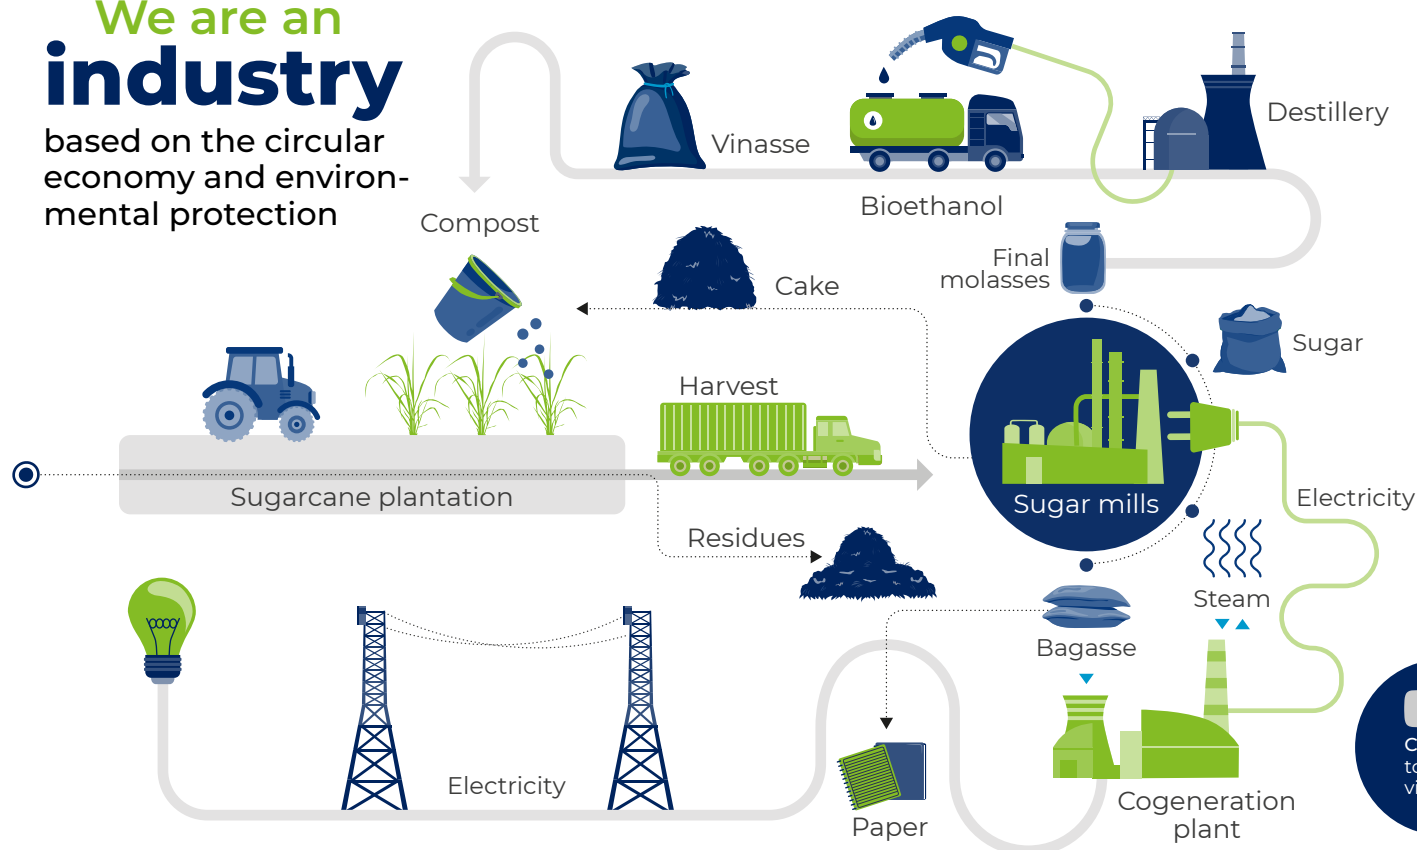 We are an
industry
based on the circular
economy and environ-
mental protection
Vinasse
Bioethanol
Destillery
Compost
Cake
Final
molasses
Sugar
Harvest
Sugarcane plantation
Sugar mills
Electricity
Residues
Steam
Bagasse
Electricity
Paper
Cogeneration
plant